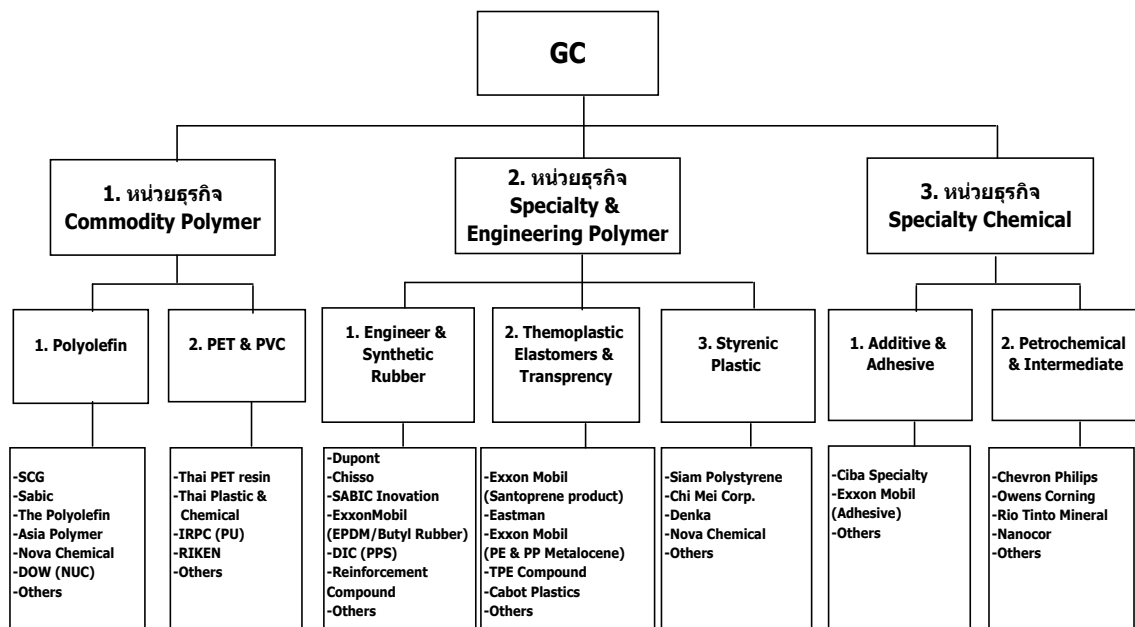 GC
1. หน่วยธุรกิจ
Commodity Polymer
2. หน่วยธุรกิจ
Specialty &
Engineering Polymer
3. หน่วยธุรกิจ
Specialty Chemical
1. Polyolefin
2. PET & PVC
1. Engineer &
Synthetic
Rubber
2. Themoplastic
Elastomers &
Transprency
3. Styrenic
Plastic
1. Additive &
Adhesive
2. Petrochemical
& Intermediate
-SCG
-Sabic
-The Polyolefin
-Asia Polymer
-Nova Chemical
-DOW (NUC)
-Others
-Thai PET resin
-Thai Plastic &
Chemical
-IRPC (PU)
-RIKEN
-Others
-Dupont
-Chisso
-SABIC Inovation
-ExxonMobil
(EPDM/Butyl Rubber)
-DIC (PPS)
-Reinforcement
Compound
-Others
-Exxon Mobil
(Santoprene product)
-Eastman
-Exxon Mobil
(PE & PP Metalocene)
-TPE Compound
-Cabot Plastics
-Others
-Siam Polystyrene
-Chi Mei Corp.
-Denka
-Nova Chemical
-Others
-Ciba Specialty
-Exxon Mobil
(Adhesive)
-Others
-Chevron Philips
-Owens Corning
-Rio Tinto Mineral
-Nanocor
-Others